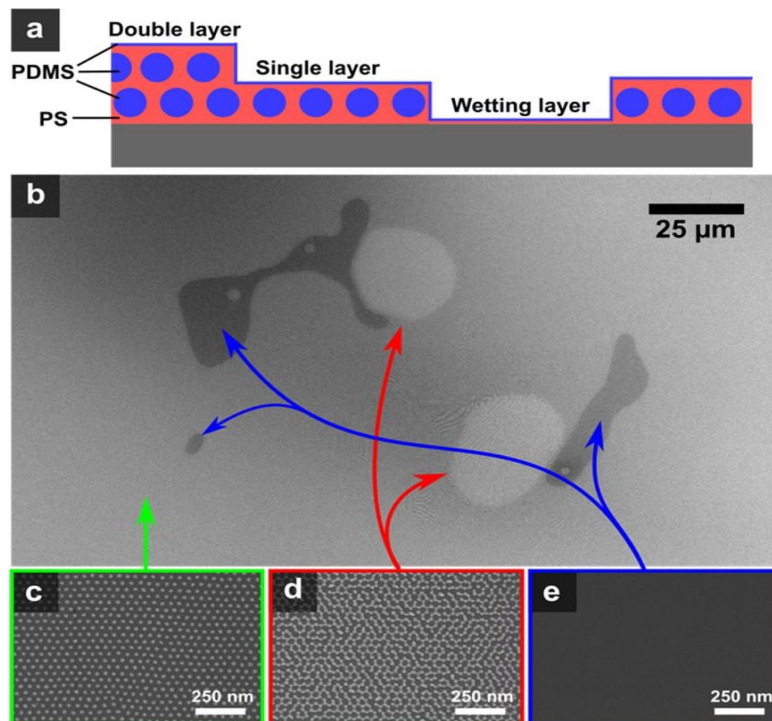 a
Double layer
PDMS
Single layer
Wetting layer
PS
b
25 µm
c
250 nm
d
250 nm
e
250 nm